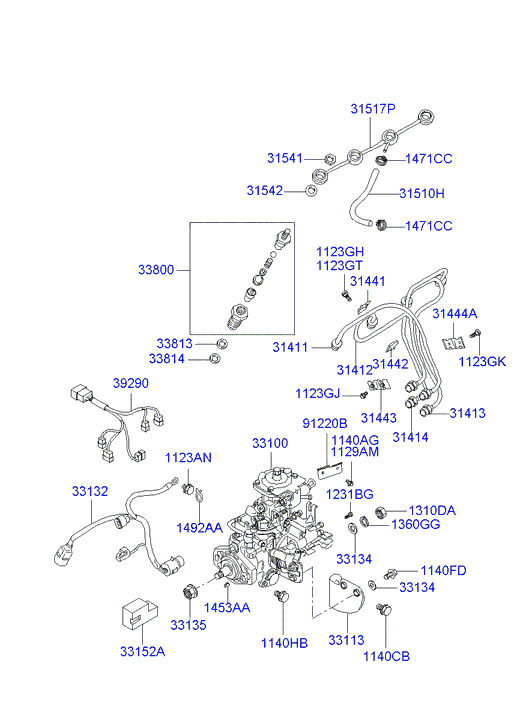 31517P
31541
1471CC
31542
31510H
1471CC
33800
1123GH
1123GT
31441
31444A
33813
33814
31411
31412
31442
1123GK
39290
1123GJ
31443
31413
31414
91220B
33100
1140AG
1129AM
1123AN
33132
1231BG
1310DA
1360GG
1492AA
33134
1140FD
33134
1453AA
33135
33152A
1140HB
33113
1140CB